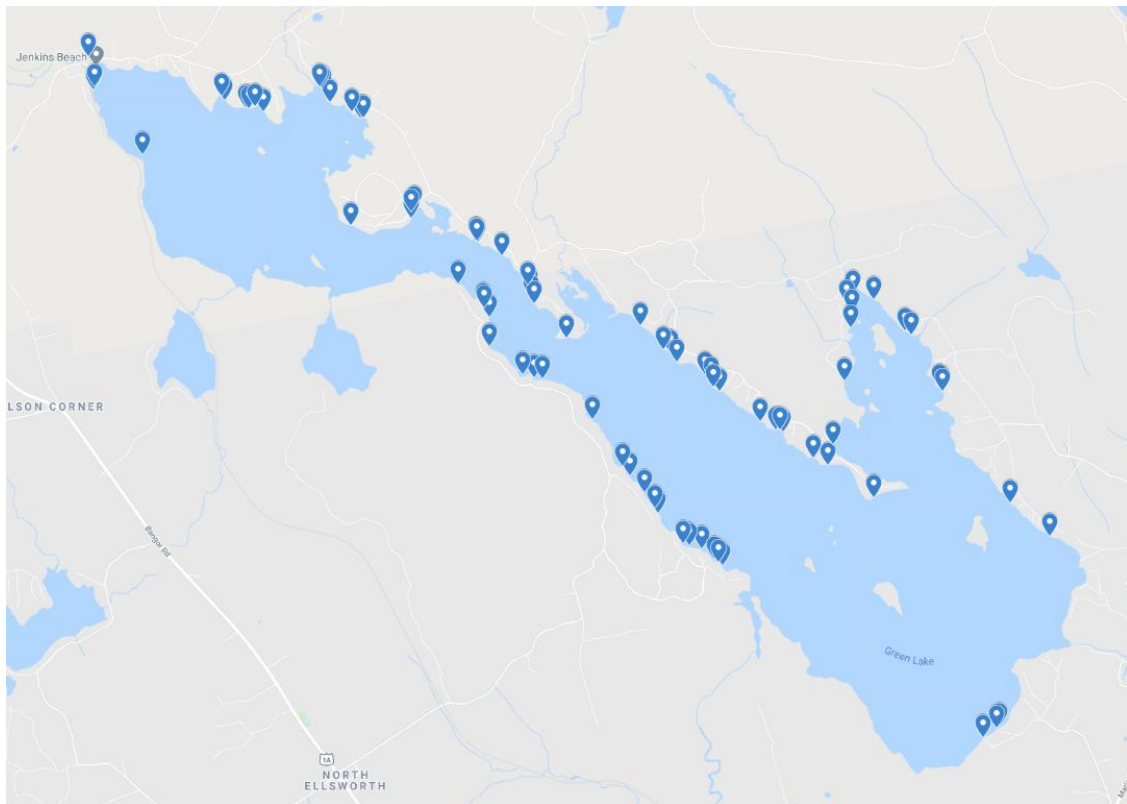 Jenkins Beach
LSON CORNER
Bangor Rd
Green Lake
1A
NORTH
ELLSWORTH